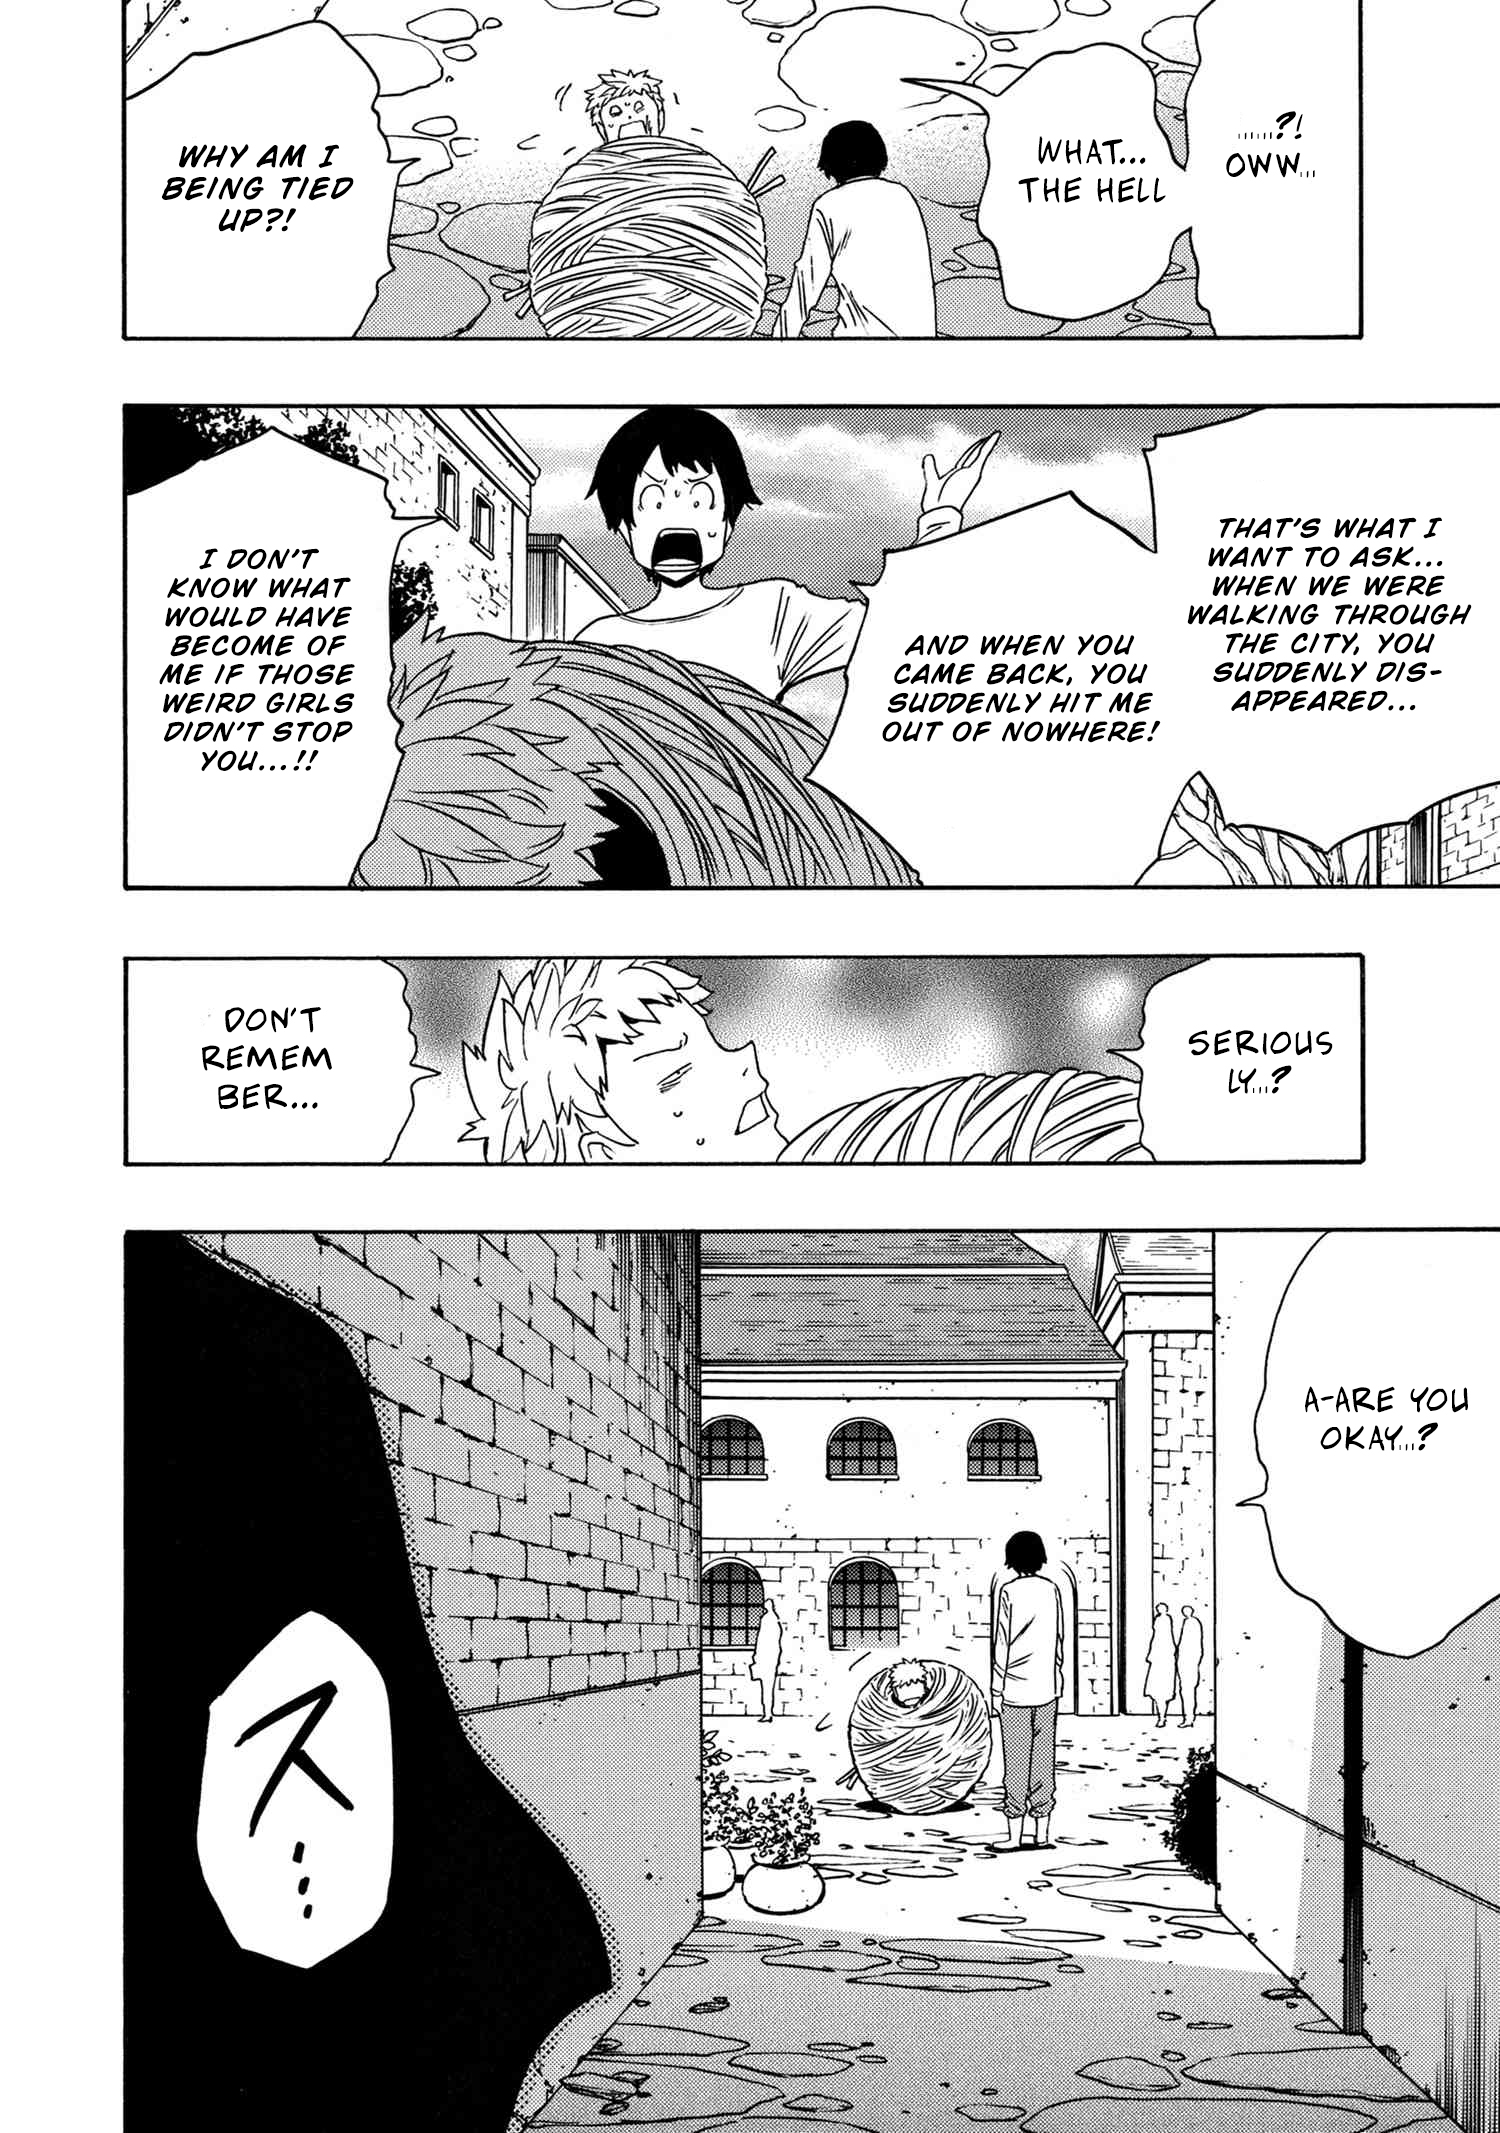 ......?!
OWW...
WHAT...
THE HELL
WHY AM I
BEING TIED
UP?!
THAT'S WHAT I
WANT TO ASK...
WHEN WE WERE
WALKING THROUGH
THE CITY, YOU
SUDDENLY DIS-
APPEARED...
AND WHEN YOU
CAME BACK, YOU
SUDDENLY HIT ME
OUT OF NOWHERE!
I DON'T
KNOW WHAT
WOULD HAVE
BECOME OF
ME IF THOSE
WEIRD GIRLS
DIDN'T STOP
YOU...!!
SERIOUS
LY...?
DON'T
REMEM
BER...
A-ARE YOU
OKAY...?
ス…